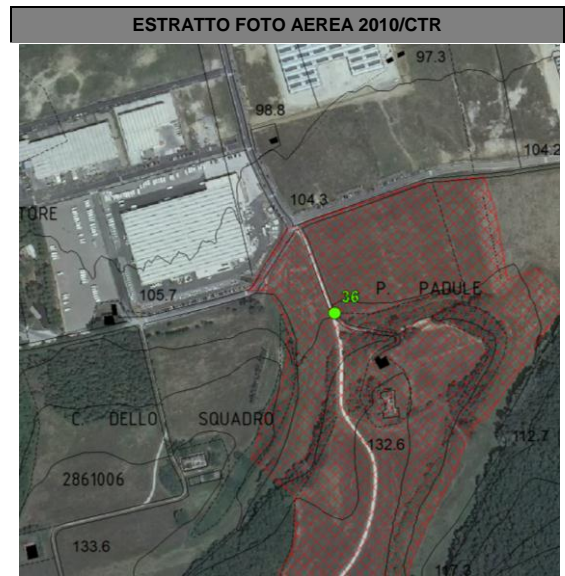 ESTRATTO FOTO AEREA 2010/CTR
97.3
98.8
104.2
104.3
TORE
105.7
36
P. PADULE
C. DELLO SQUADRO
132.6
112.7
2861006
133.6
117.3